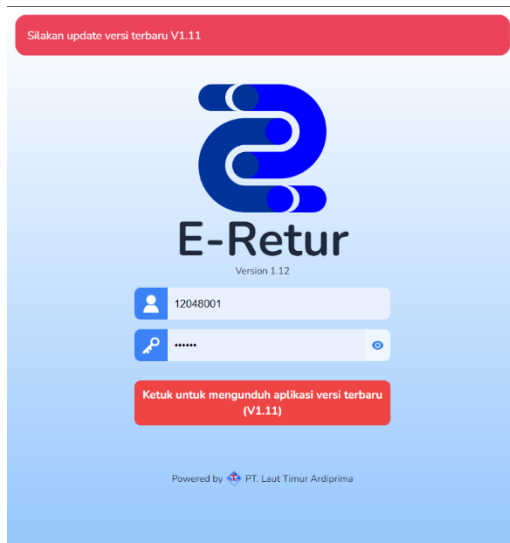 Silakan update versi terbaru V1.11
E-Retur
Version 1.12
12048001
••••••
Ketuk untuk mengunduh aplikasi versi terbaru
(V1.11)
Powered by PT. Laut Timur Ardiprima